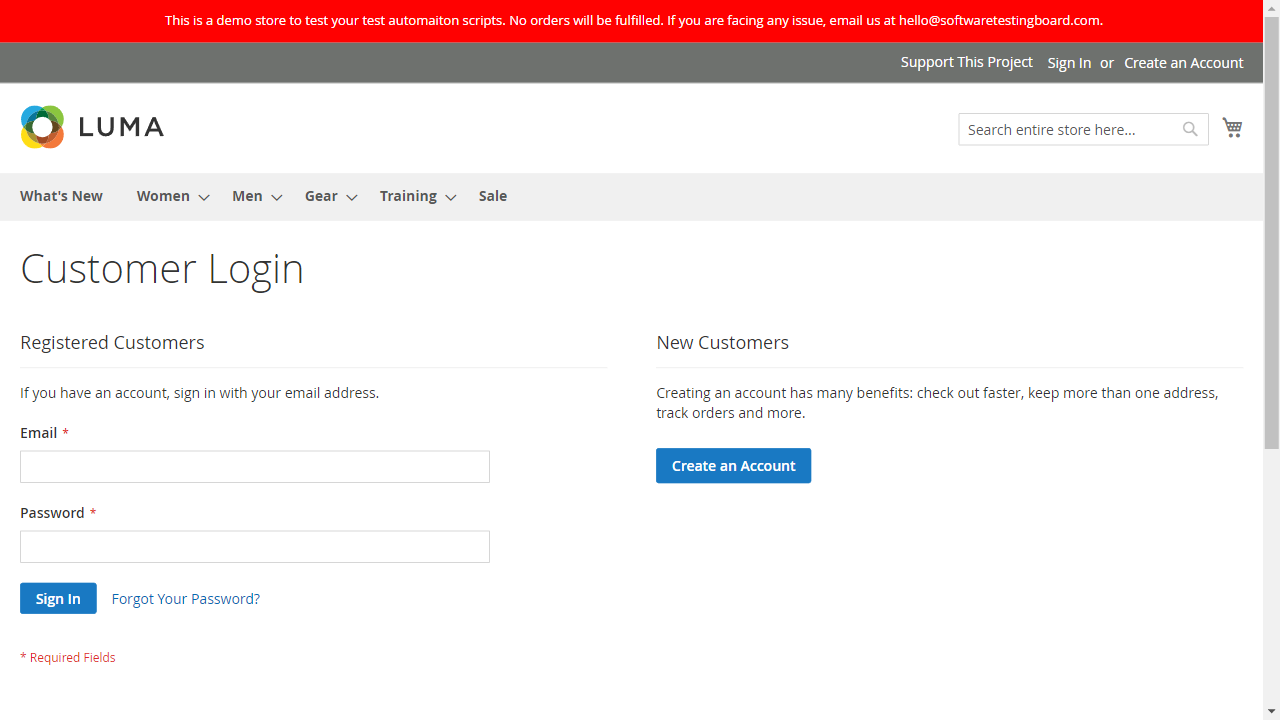 This is a demo store to test your test automaiton scripts. No orders will be fulfilled. If you are facing any issue, email us at hello@softwaretestingboard.com.
Support This Project Sign In or Create an Account
LUMA
Search entire store here...
What's New Women Men Gear Training Sale
Customer Login
Registered Customers
If you have an account, sign in with your email address.
Email *
Password *
Sign In Forgot Your Password?
* Required Fields
New Customers
Creating an account has many benefits: check out faster, keep more than one address,
track orders and more.
Create an Account